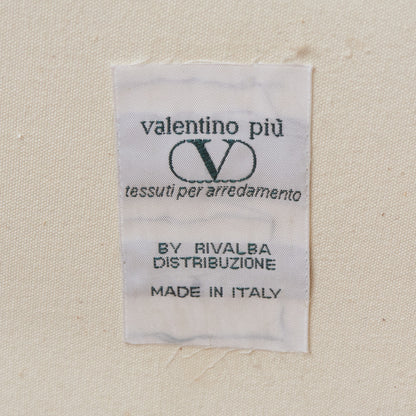 valentino più
V
tessuti per arredamento
BY RIVALBA
DISTRIBUZIONE
MADE IN ITALY